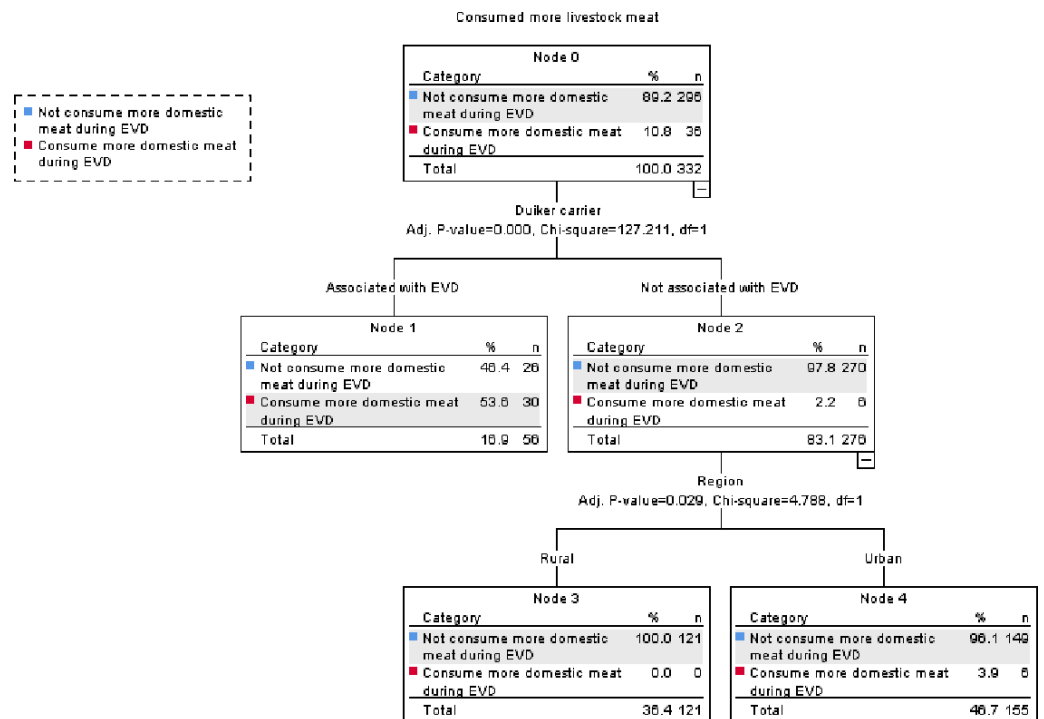 Consumed more livestock meat
Not consume more domestic
meat during EVD
Consume more domestic meat
during EVD
Node 0
Category % n
Not consume more domestic 89.2 296
meat during EVD
Consume more domestic meat 10.8 36
during EVD
Total 100.0 332
Duiker carrier
Adj. P-value=0.000, Chi-square=127.211, df=1
Associated with EVD
Not associated with EVD
Node 1
Category % n
Not consume more domestic 46.4 26
meat during EVD
Consume more domestic meat 53.6 30
during EVD
Total 16.9 56
Node 2
Category % n
Not consume more domestic 97.8 270
meat during EVD
Consume more domestic meat 2.2 6
during EVD
Total 83.1 276
Region
Adj. P-value=0.029, Chi-square=4.788, df=1
Rural
Urban
Node 3
Category % n
Not consume more domestic 100.0 121
meat during EVD
Consume more domestic meat 0.0 0
during EVD
Total 36.4 121
Node 4
Category % n
Not consume more domestic 96.1 149
meat during EVD
Consume more domestic meat 3.9 6
during EVD
Total 46.7 155